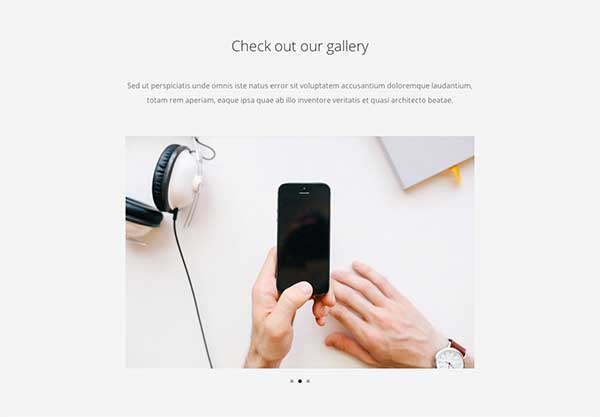 Check out our gallery
Sed ut perspiciatis unde omnis iste natus error sit voluptatem accusantium doloremque laudantium,
totam rem aperiam, eaque ipsa quae ab illo inventore veritatis et quasi architecto beatae.